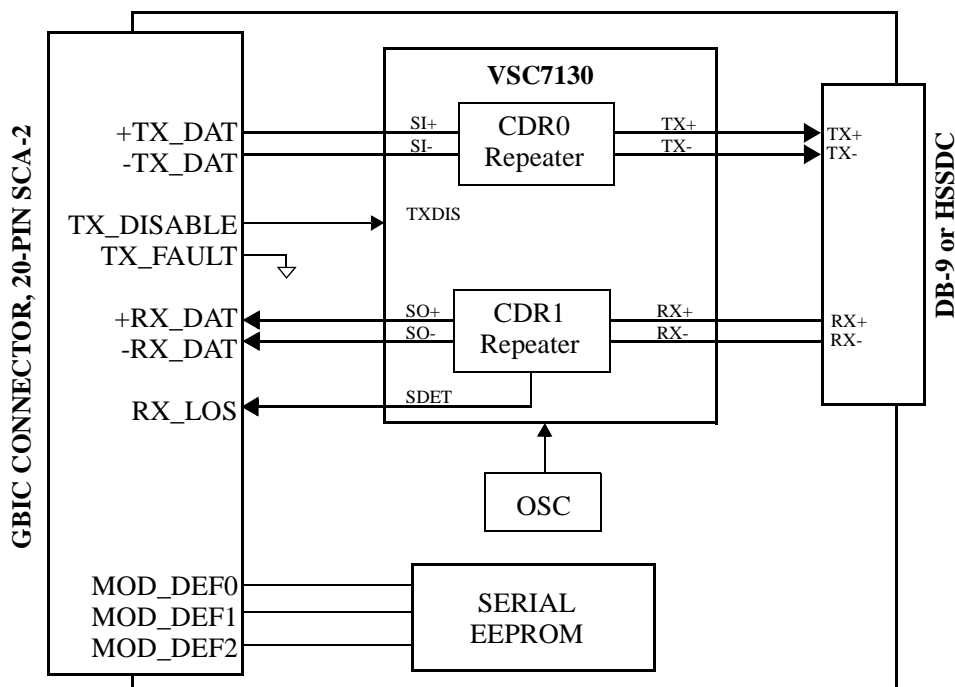 GBIC CONNECTOR, 20-PIN SCA-2
+TX_DAT
-TX_DAT
TX_DISABLE
TX_FAULT
+RX_DAT
-RX_DAT
RX_LOS
MOD_DEF0
MOD_DEF1
MOD_DEF2
VSC7130
SI+
SI-
CDR0
Repeater
TX+
TX-
TXDIS
SO+
SO-
CDR1
Repeater
RX+
RX-
SDET
OSC
SERIAL
EEPROM
TX+
TX-
RX+
RX-
DB-9 or HSSDC